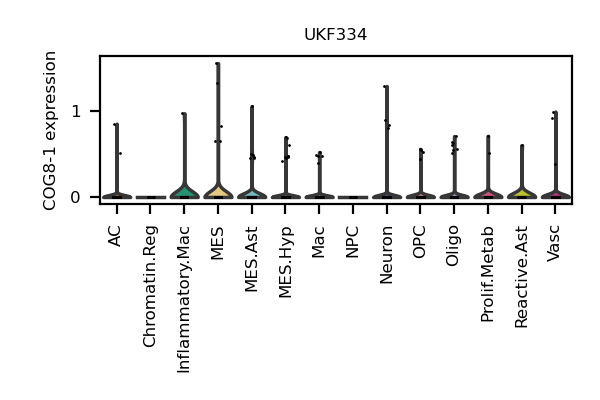 UKF334
COG8-1 expression
1
0
AC
Chromatin.Reg
Inflammatory.Mac
MES
MES.Ast
MES.Hyp
Mac
NPC
Neuron
OPC
Oligo
Prolif.Metab
Reactive.Ast
Vasc